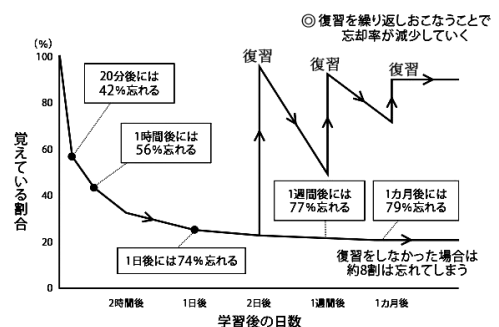 ◎復習を繰り返しおこなうことで
忘却率が減少していく
(%)
100
80
60
40
20
0
覚えている割合
20分後には
42%忘れる
1時間後には
56%忘れる
1日後には74%忘れる
復習
復習
復習
1週間後には
77%忘れる
1カ月後には
79%忘れる
復習をしなかった場合は
約8割は忘れてしまう
2時間後
1日後
2日後
1週間後
1カ月後
学習後の日数